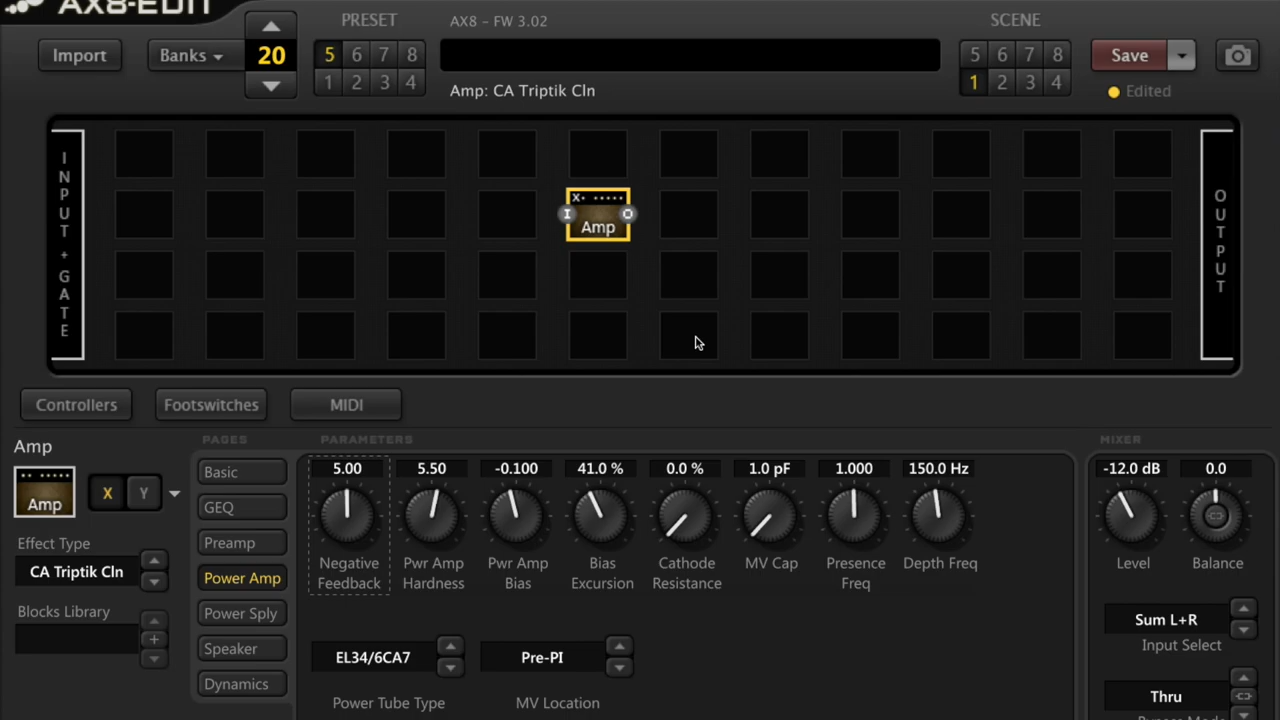 AX8-EDIT
PRESET
AX8 - FW 3.02
SCENE
Import
Banks
20
5 6 7 8
1 2 3 4
5 6 7 8
1 2 3 4
Save
Amp: CA Triptik Cln
Edited
INPUT + GATE
X
I
O
Amp
OUTPUT
Controllers
Footswitches
MIDI
Amp
PAGES
PARAMETERS
MIXER
Amp
X
Y
Effect Type
CA Triptik Cln
Blocks Library
+
Basic
GEQ
Preamp
Power Amp
Power Sply
Speaker
Dynamics
5.00
5.50
-0.100
41.0 %
0.0 %
1.0 pF
1.000
150.0 Hz
Negative Feedback
Pwr Amp Hardness
Pwr Amp Bias
Bias Excursion
Cathode Resistance
MV Cap
Presence Freq
Depth Freq
EL34/6CA7
Power Tube Type
Pre-PI
MV Location
-12.0 dB
0.0
Level
Balance
Sum L+R
Input Select
Thru
Bypass Mode